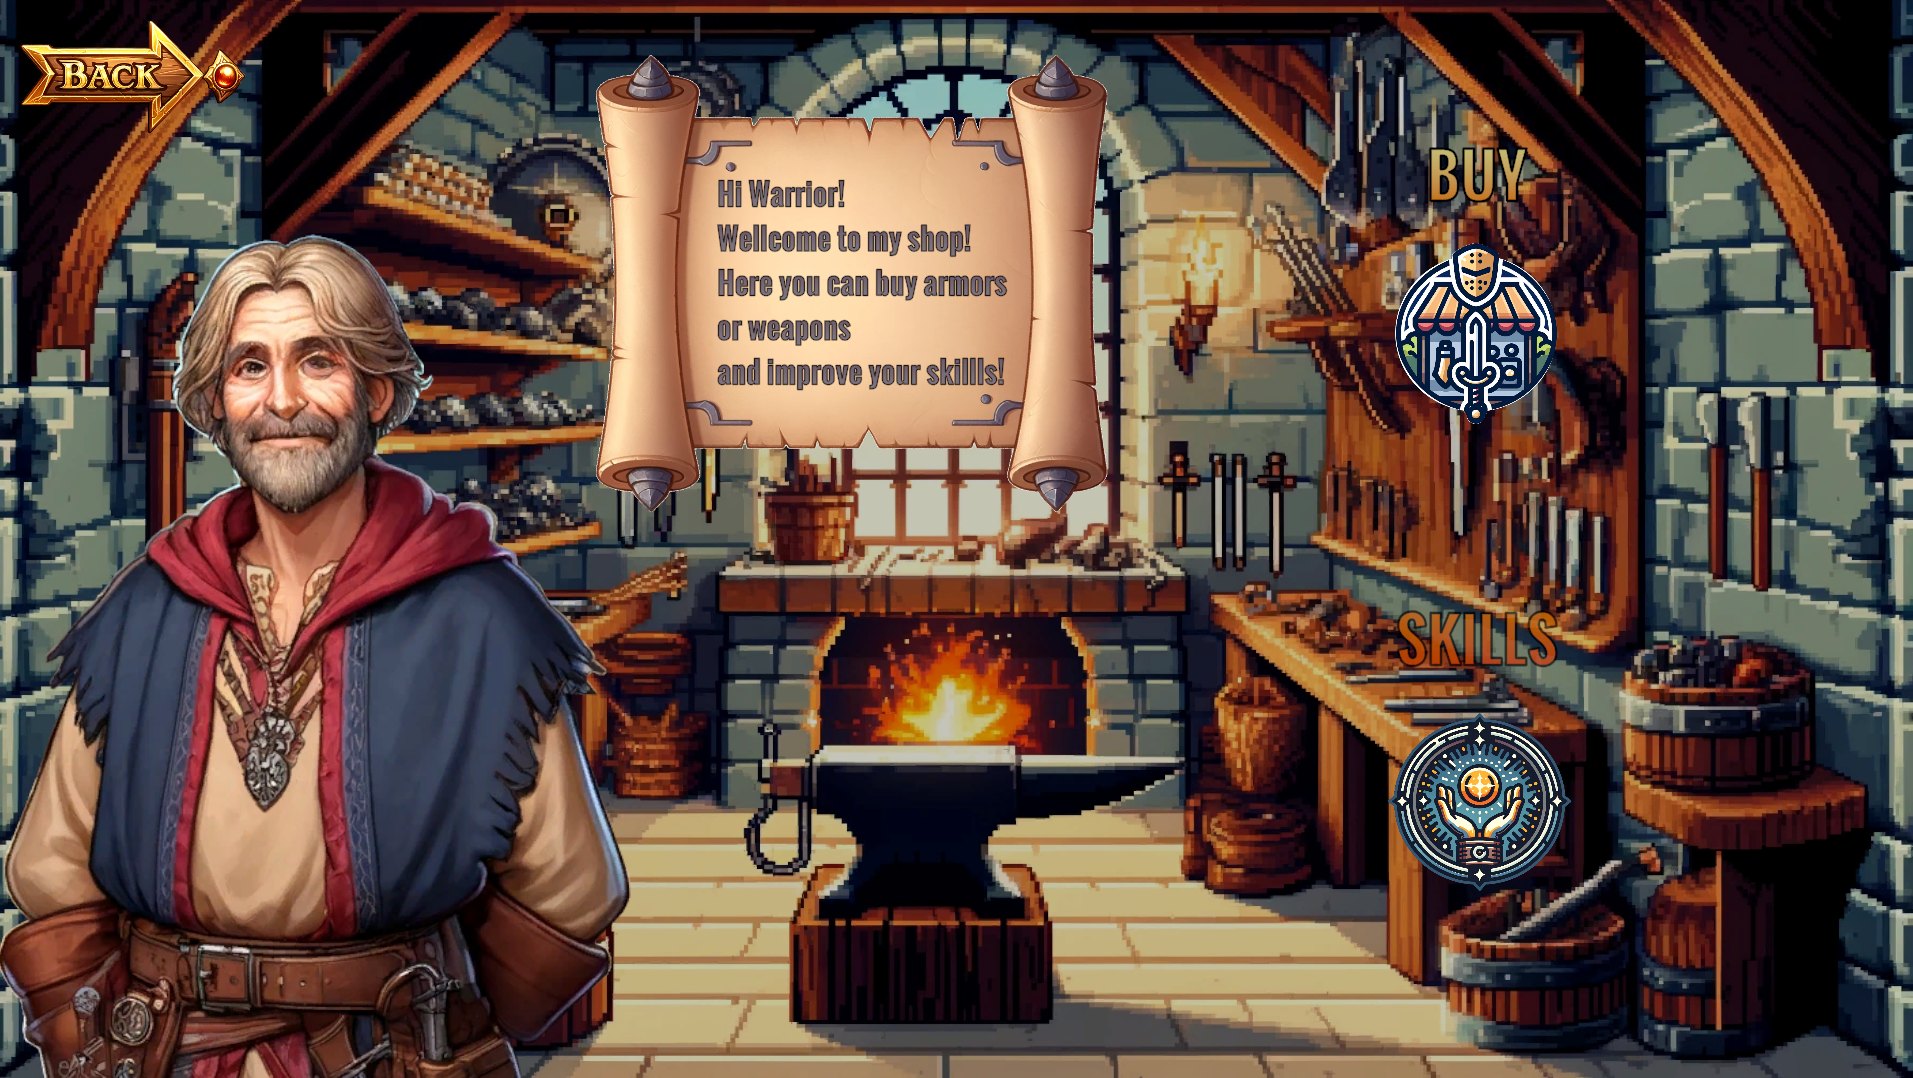 BACK
Hi Warrior!
Wellcome to my shop!
Here you can buy armors
or weapons
and improve your skillls!
BUY
SKILLS